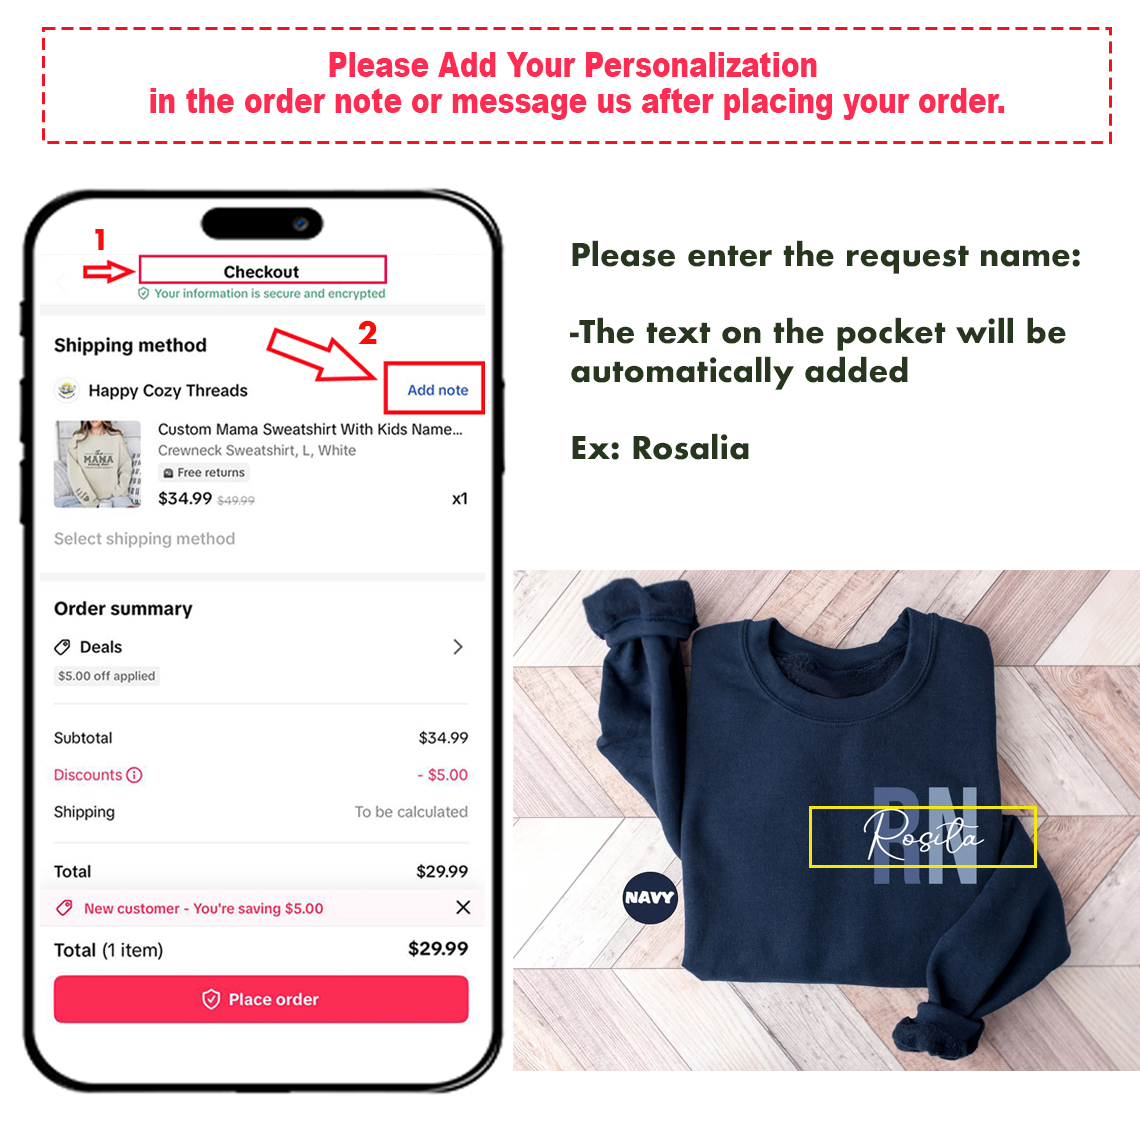 Please Add Your Personalization
in the order note or message us after placing your order.
1
Checkout
Your information is secure and encrypted
2
Shipping method
Happy Cozy Threads
Add note
Custom Mama Sweatshirt With Kids Name...
Crewneck Sweatshirt, L, White
Free returns
$34.99 $49.99
x1
MAMA
Select shipping method
Order summary
Deals
$5.00 off applied
Subtotal
$34.99
Discounts
- $5.00
Shipping
To be calculated
Total
$29.99
New customer - You're saving $5.00
Total (1 item)
$29.99
Place order
Please enter the request name:
-The text on the pocket will be
automatically added
Ex: Rosalia
RN
Rosita
NAVY